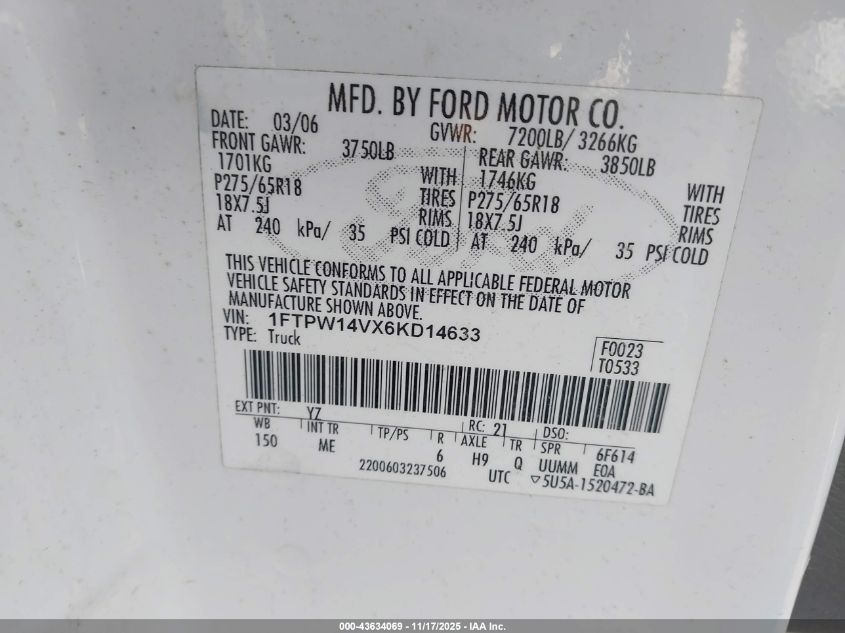 MFD. BY FORD MOTOR CO.
DATE: 03/06 GVWR: 7200LB/ 3266KG
FRONT GAWR: 3750LB REAR GAWR: 3850LB
1701KG WITH 1746KG WITH
P275/65R18 TIRES P275/65R18 TIRES
18X7.5J RIMS 18X7.5J RIMS
AT 240 kPa/ 35 PSI COLD AT 240 kPa/ 35 PSI COLD
Ford
THIS VEHICLE CONFORMS TO ALL APPLICABLE FEDERAL MOTOR
VEHICLE SAFETY STANDARDS IN EFFECT ON THE DATE OF
MANUFACTURE SHOWN ABOVE.
VIN: 1FTPW14VX6KD14633
TYPE: Truck
F0023
T0533
EXT PNT: YZ RC: 21 DSO:
WB INT TR TP/PS R AXLE TR SPR 6F614
150 ME 6 H9 Q UUMM E0A
2200603237506 UTC ▽5U5A-1520472-BA
000-43634069 - 11/17/2025 - IAA Inc.